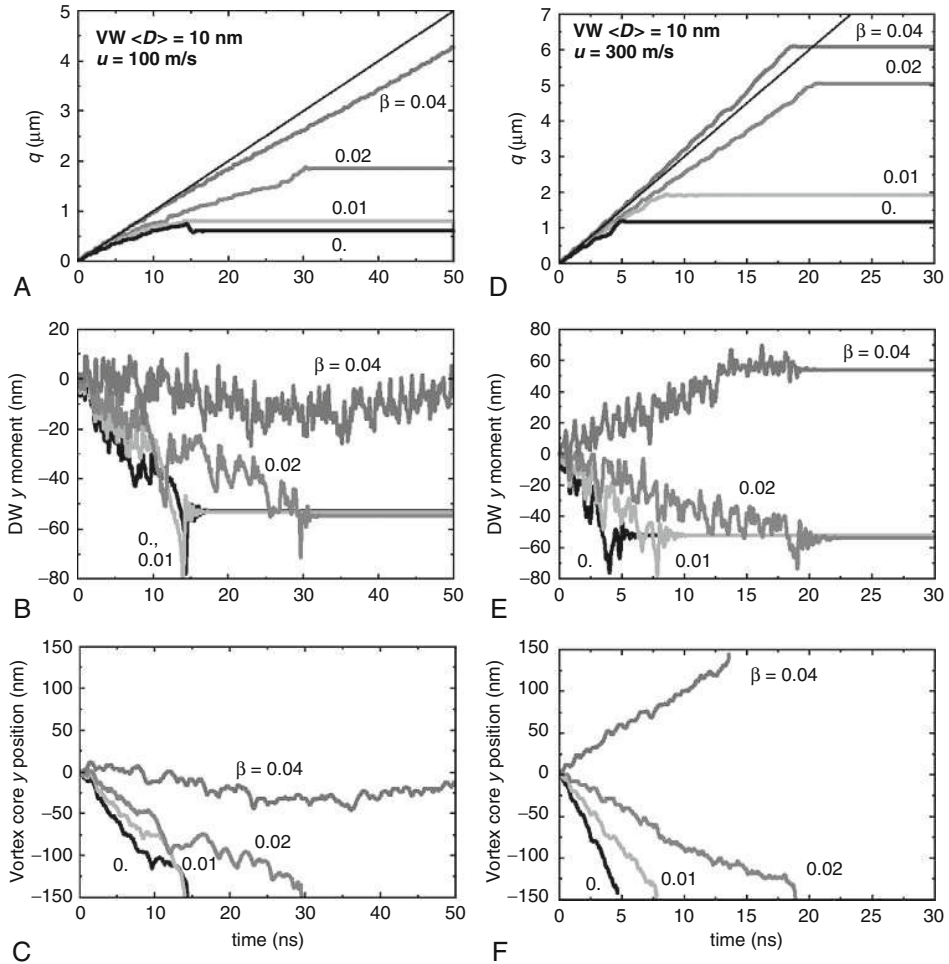 VW <D> = 10 nm
u = 100 m/s
q (μm)
5
4
3
2
1
0
β = 0.04
0.02
0.01
0.
0 10 20 30 40 50
A
VW <D> = 10 nm
u = 300 m/s
q (μm)
7
6
5
4
3
2
1
0
β = 0.04
0.02
0.01
0.
0 5 10 15 20 25 30
D
DW y moment (nm)
20
0
−20
−40
−60
−80
β = 0.04
0.02
0.,
0.01
0 10 20 30 40 50
B
DW y moment (nm)
80
60
40
20
0
−20
−40
−60
−80
β = 0.04
0.02
0.
0.01
0 5 10 15 20 25 30
E
Vortex core y position (nm)
150
100
50
0
−50
−100
−150
β = 0.04
0.02
0.
0.01
0 10 20 30 40 50
time (ns)
C
Vortex core y position (nm)
150
100
50
0
−50
−100
−150
β = 0.04
0.02
0.01
0.
0 5 10 15 20 25 30
time (ns)
F